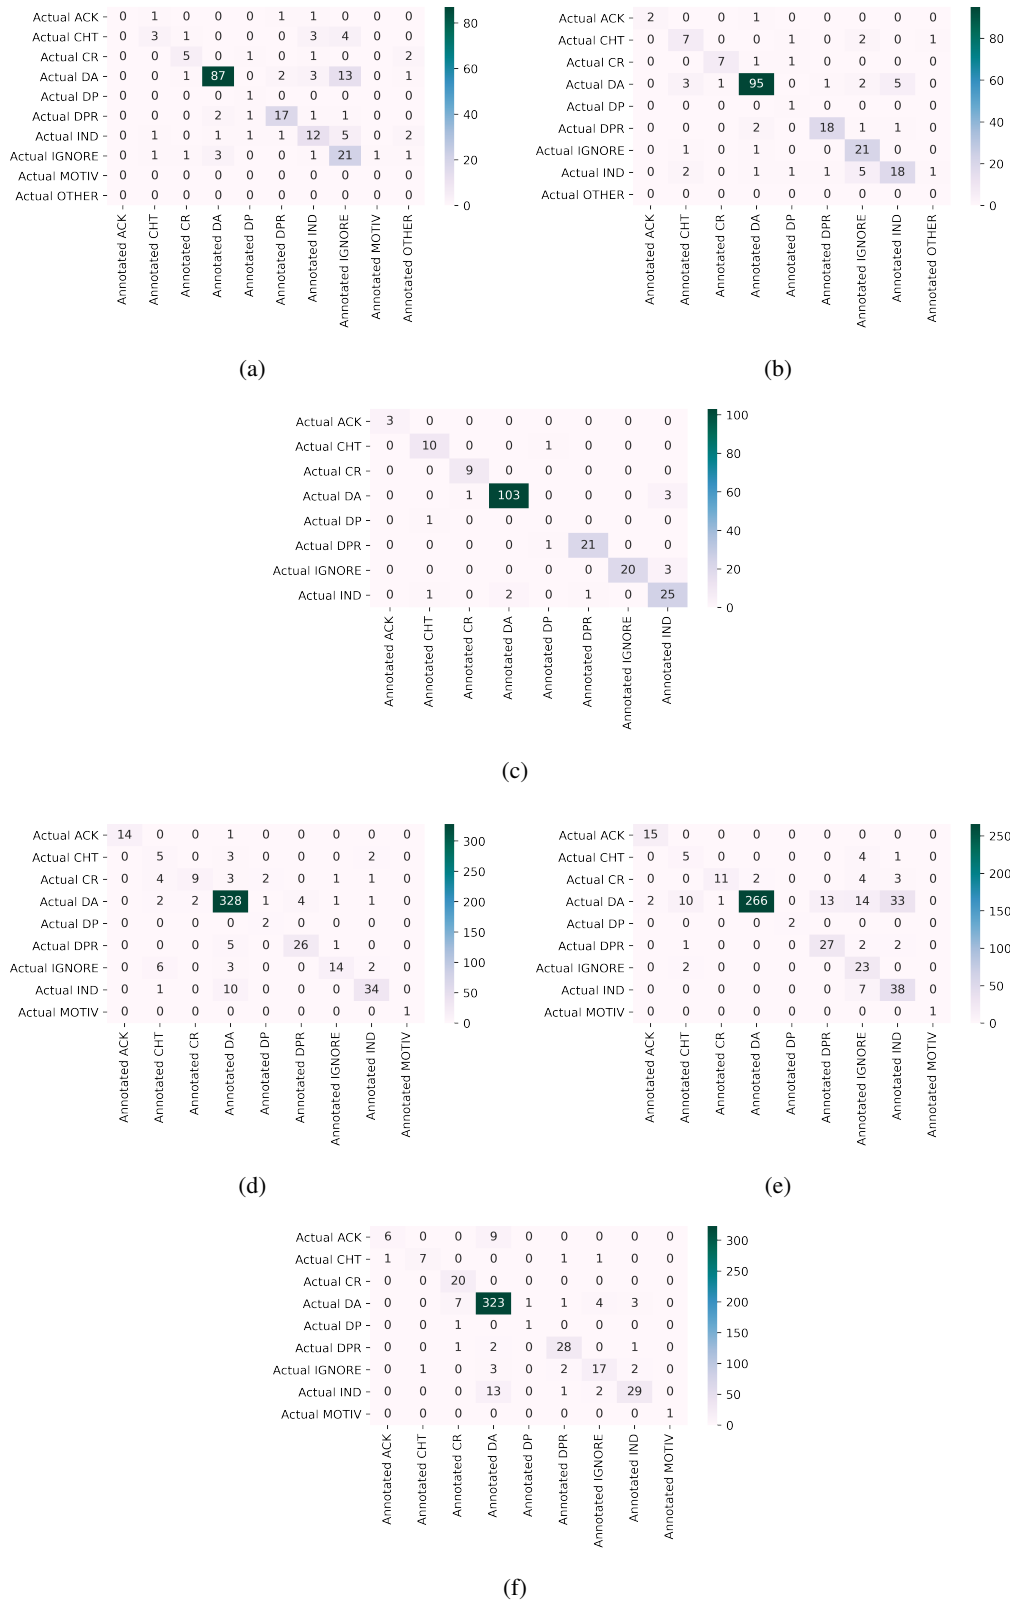 Actual ACK 0 1 0 0 0 1 1 0 0 0
Actual CHT 0 3 1 0 0 0 3 4 0 0
Actual CR 0 0 5 0 1 0 1 0 0 2
Actual DA 0 0 1 87 0 2 3 13 0 1
Actual DP 0 0 0 0 1 0 0 0 0 0
Actual DPR 0 0 0 2 1 17 1 1 0 0
Actual IND 0 1 0 1 1 1 12 5 0 2
Actual IGNORE 0 1 1 3 0 0 1 21 1 1
Actual MOTIV 0 0 0 0 0 0 0 0 0 0
Actual OTHER 0 0 0 0 0 0 0 0 0 0
Annotated ACK
Annotated CHT
Annotated CR
Annotated DA
Annotated DP
Annotated DPR
Annotated IND
Annotated IGNORE
Annotated MOTIV
Annotated OTHER
80
60
40
20
0
(a)
Actual ACK 2 0 0 1 0 0 0 0 0
Actual CHT 0 7 0 0 1 0 2 0 1
Actual CR 0 0 7 1 1 0 0 0 0
Actual DA 0 3 1 95 0 1 2 5 0
Actual DP 0 0 0 0 1 0 0 0 0
Actual DPR 0 0 0 2 0 18 1 1 0
Actual IGNORE 0 1 0 1 0 0 21 0 0
Actual IND 0 2 0 1 1 1 5 18 1
Actual OTHER 0 0 0 0 0 0 0 0 0
Annotated ACK
Annotated CHT
Annotated CR
Annotated DA
Annotated DP
Annotated DPR
Annotated IGNORE
Annotated IND
Annotated OTHER
80
60
40
20
0
(b)
Actual ACK 3 0 0 0 0 0 0 0
Actual CHT 0 10 0 0 1 0 0 0
Actual CR 0 0 9 0 0 0 0 0
Actual DA 0 0 1 103 0 0 0 3
Actual DP 0 1 0 0 0 0 0 0
Actual DPR 0 0 0 0 1 21 0 0
Actual IGNORE 0 0 0 0 0 0 20 3
Actual IND 0 1 0 2 0 1 0 25
Annotated ACK
Annotated CHT
Annotated CR
Annotated DA
Annotated DP
Annotated DPR
Annotated IGNORE
Annotated IND
100
80
60
40
20
0
(c)
Actual ACK 14 0 0 1 0 0 0 0 0
Actual CHT 0 5 0 3 0 0 0 2 0
Actual CR 0 4 9 3 2 0 1 1 0
Actual DA 0 2 2 328 1 4 1 1 0
Actual DP 0 0 0 0 2 0 0 0 0
Actual DPR 0 0 0 5 0 26 1 0 0
Actual IGNORE 0 6 0 3 0 0 14 2 0
Actual IND 0 1 0 10 0 0 0 34 0
Actual MOTIV 0 0 0 0 0 0 0 0 1
Annotated ACK
Annotated CHT
Annotated CR
Annotated DA
Annotated DP
Annotated DPR
Annotated IGNORE
Annotated IND
Annotated MOTIV
300
250
200
150
100
50
0
(d)
Actual ACK 15 0 0 0 0 0 0 0 0
Actual CHT 0 5 0 0 0 0 4 1 0
Actual CR 0 0 11 2 0 0 4 3 0
Actual DA 2 10 1 266 0 13 14 33 0
Actual DP 0 0 0 0 2 0 0 0 0
Actual DPR 0 1 0 0 0 27 2 2 0
Actual IGNORE 0 2 0 0 0 0 23 0 0
Actual IND 0 0 0 0 0 0 7 38 0
Actual MOTIV 0 0 0 0 0 0 0 0 1
Annotated ACK
Annotated CHT
Annotated CR
Annotated DA
Annotated DP
Annotated DPR
Annotated IGNORE
Annotated IND
Annotated MOTIV
250
200
150
100
50
0
(e)
Actual ACK 6 0 0 9 0 0 0 0 0
Actual CHT 1 7 0 0 0 1 1 0 0
Actual CR 0 0 20 0 0 0 0 0 0
Actual DA 0 0 7 323 1 1 4 3 0
Actual DP 0 0 1 0 1 0 0 0 0
Actual DPR 0 0 1 2 0 28 0 1 0
Actual IGNORE 0 1 0 3 0 2 17 2 0
Actual IND 0 0 0 13 0 1 2 29 0
Actual MOTIV 0 0 0 0 0 0 0 0 1
Annotated ACK
Annotated CHT
Annotated CR
Annotated DA
Annotated DP
Annotated DPR
Annotated IGNORE
Annotated IND
Annotated MOTIV
300
250
200
150
100
50
0
(f)